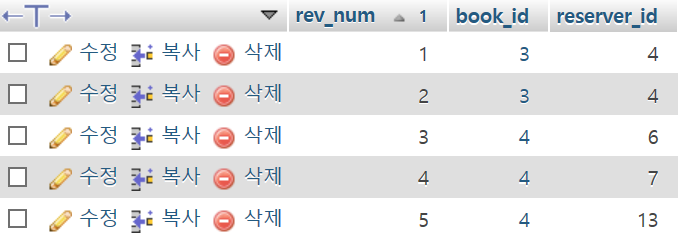 rev_num 1 book_id reserver_id
수정 복사 삭제 1 3 4
수정 복사 삭제 2 3 4
수정 복사 삭제 3 4 6
수정 복사 삭제 4 4 7
수정 복사 삭제 5 4 13